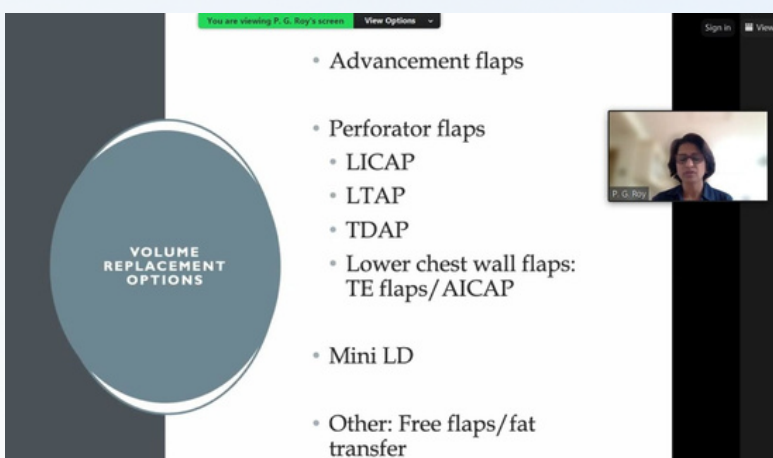 You are viewing P. G. Roy's screen
View Options
Sign in
View
• Advancement flaps
• Perforator flaps
• LICAP
• LTAP
• TDAP
• Lower chest wall flaps:
TE flaps/AICAP
• Mini LD
• Other: Free flaps/fat
transfer
VOLUME
REPLACEMENT
OPTIONS
P. G. Roy